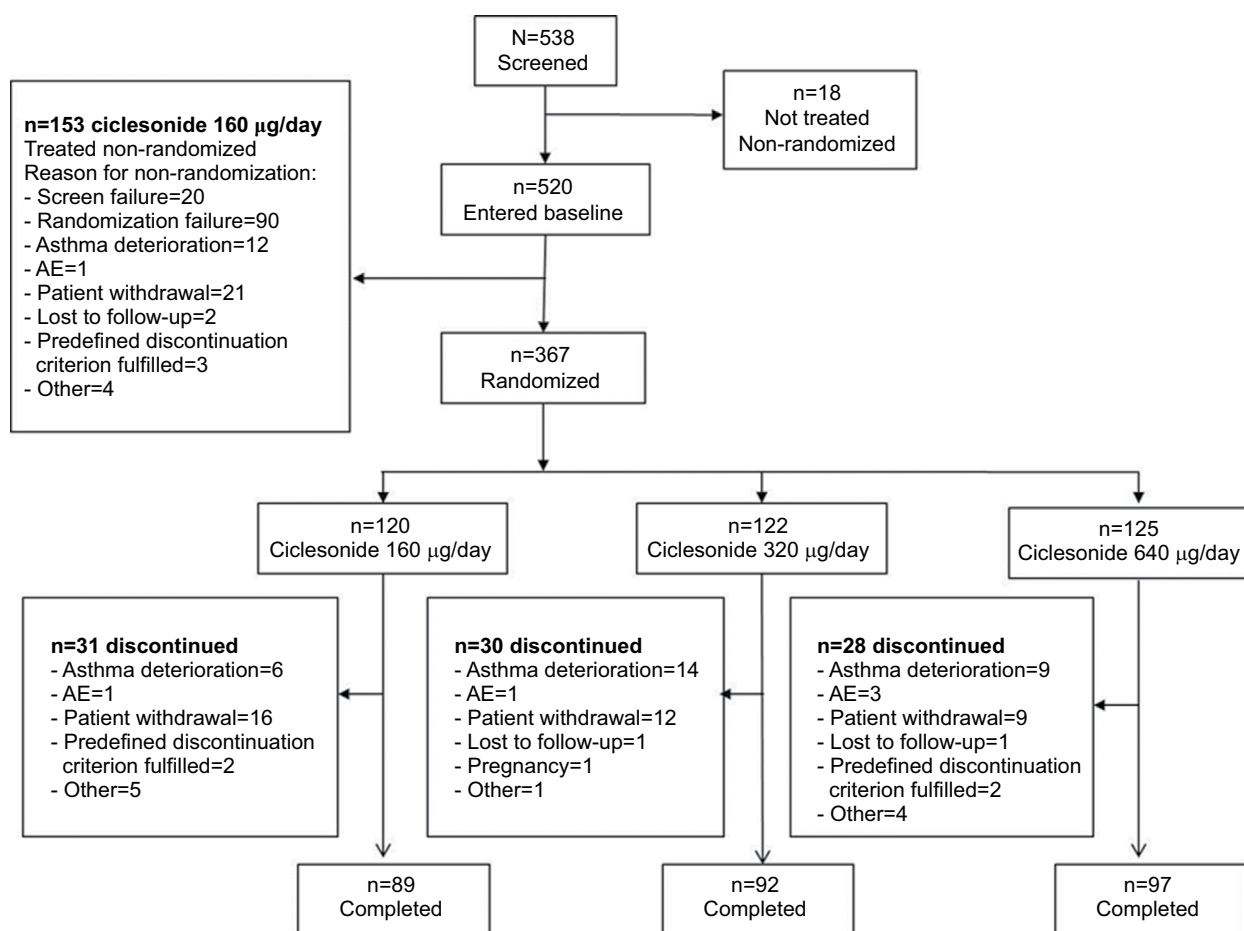 N=538
Screened
n=18
Not treated
Non-randomized
n=153 ciclesonide 160 μg/day
Treated non-randomized
Reason for non-randomization:
- Screen failure=20
- Randomization failure=90
- Asthma deterioration=12
- AE=1
- Patient withdrawal=21
- Lost to follow-up=2
- Predefined discontinuation
criterion fulfilled=3
- Other=4
n=520
Entered baseline
n=367
Randomized
n=120
Ciclesonide 160 μg/day
n=122
Ciclesonide 320 μg/day
n=125
Ciclesonide 640 μg/day
n=31 discontinued
- Asthma deterioration=6
- AE=1
- Patient withdrawal=16
- Predefined discontinuation
criterion fulfilled=2
- Other=5
n=30 discontinued
- Asthma deterioration=14
- AE=1
- Patient withdrawal=12
- Lost to follow-up=1
- Pregnancy=1
- Other=1
n=28 discontinued
- Asthma deterioration=9
- AE=3
- Patient withdrawal=9
- Lost to follow-up=1
- Predefined discontinuation
criterion fulfilled=2
- Other=4
n=89
Completed
n=92
Completed
n=97
Completed